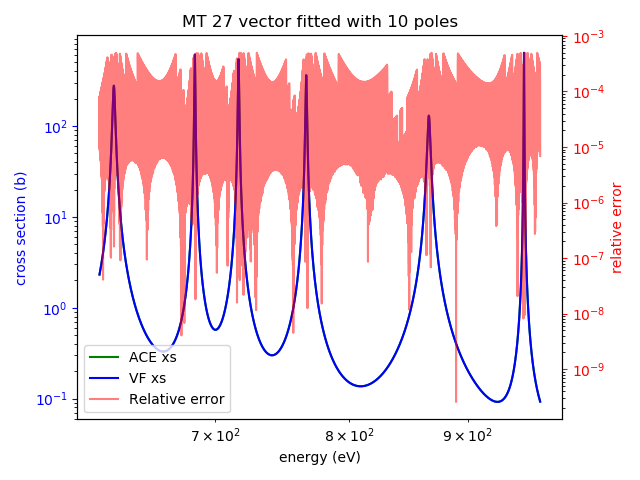 MT 27 vector fitted with 10 poles
cross section (b)
10²
10¹
10⁰
10⁻¹
10⁻³
10⁻⁴
10⁻⁵
10⁻⁶
10⁻⁷
10⁻⁸
10⁻⁹
relative error
ACE xs
VF xs
Relative error
7 × 10²
8 × 10²
9 × 10²
energy (eV)